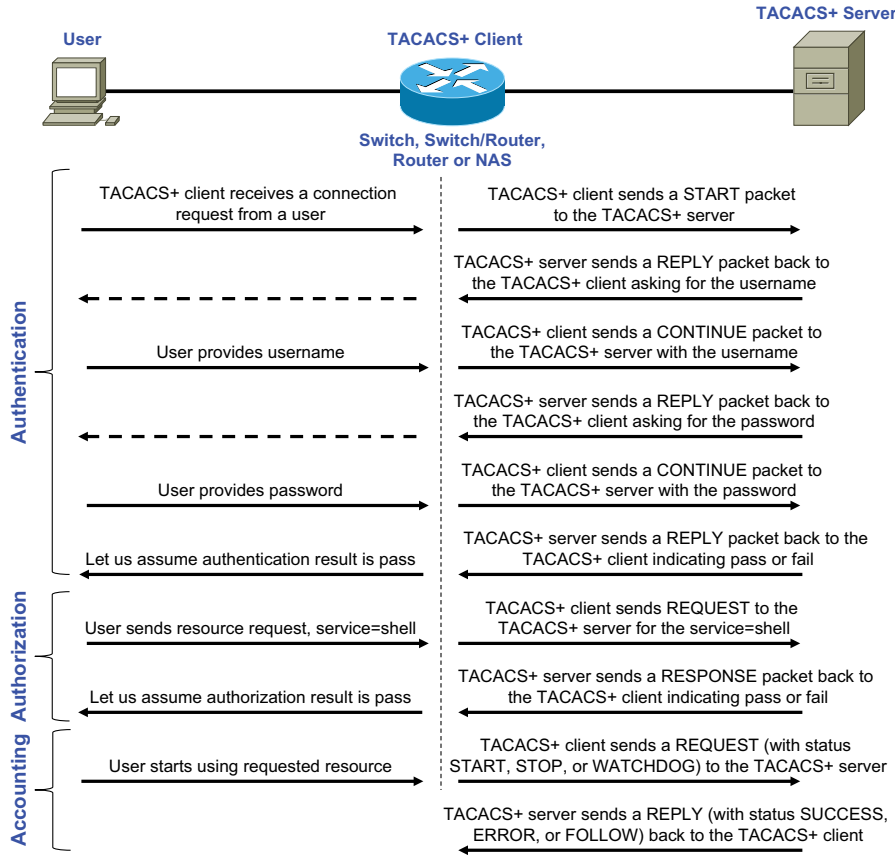 User
TACACS+ Client
TACACS+ Server
Switch, Switch/Router,
Router or NAS
Authentication
TACACS+ client receives a connection
request from a user
TACACS+ client sends a START packet
to the TACACS+ server
TACACS+ server sends a REPLY packet back to
the TACACS+ client asking for the username
User provides username
TACACS+ client sends a CONTINUE packet to
the TACACS+ server with the username
TACACS+ server sends a REPLY packet back to
the TACACS+ client asking for the password
User provides password
TACACS+ client sends a CONTINUE packet to
the TACACS+ server with the password
Let us assume authentication result is pass
TACACS+ server sends a REPLY packet back to the
TACACS+ client indicating pass or fail
Authorization
User sends resource request, service=shell
TACACS+ client sends REQUEST to the
TACACS+ server for the service=shell
Let us assume authorization result is pass
TACACS+ server sends a RESPONSE packet back to
the TACACS+ client indicating pass or fail
Accounting
User starts using requested resource
TACACS+ client sends a REQUEST (with status
START, STOP, or WATCHDOG) to the TACACS+ server
TACACS+ server sends a REPLY (with status SUCCESS,
ERROR, or FOLLOW) back to the TACACS+ client